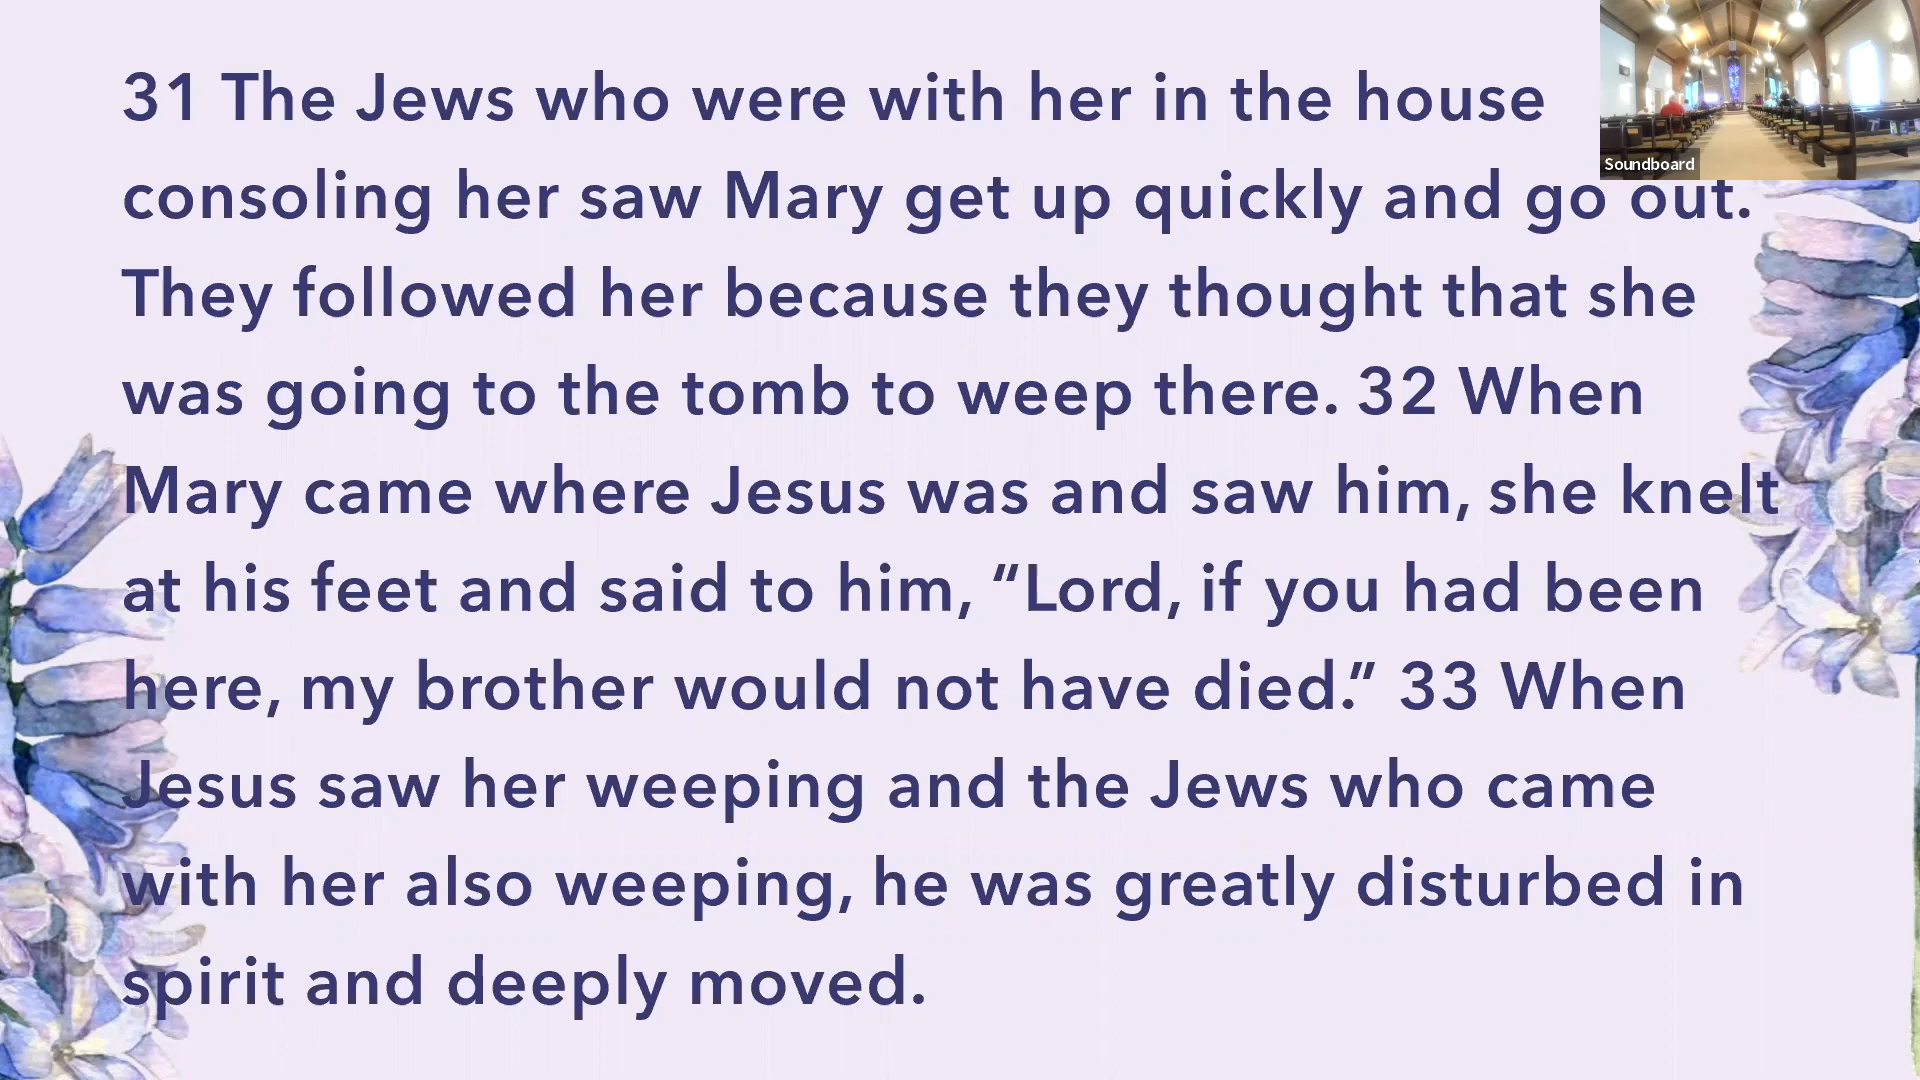 31 The Jews who were with her in the house
consoling her saw Mary get up quickly and go out.
They followed her because they thought that she
was going to the tomb to weep there. 32 When
Mary came where Jesus was and saw him, she knelt
at his feet and said to him, “Lord, if you had been
here, my brother would not have died.” 33 When
Jesus saw her weeping and the Jews who came
with her also weeping, he was greatly disturbed in
spirit and deeply moved.
Soundboard